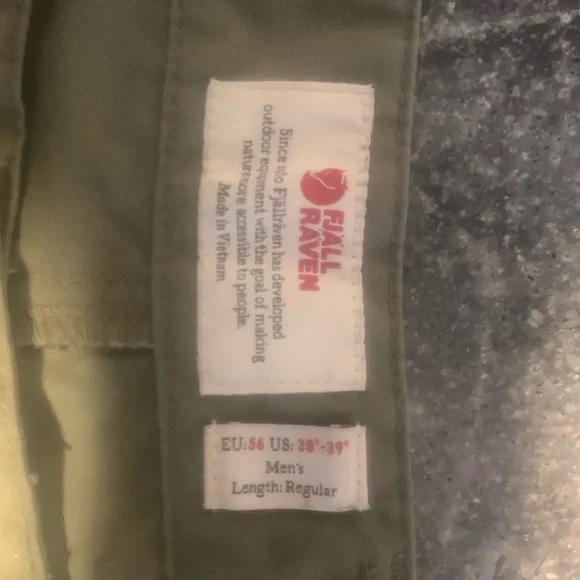 FJÄLL
RÄVEN
Since 1960 Fjällräven has developed
outdoor equipment with the goal of making
nature more accessible to people.
Made in Vietnam
EU: 56 US: 38"-39"
Men's
Length: Regular